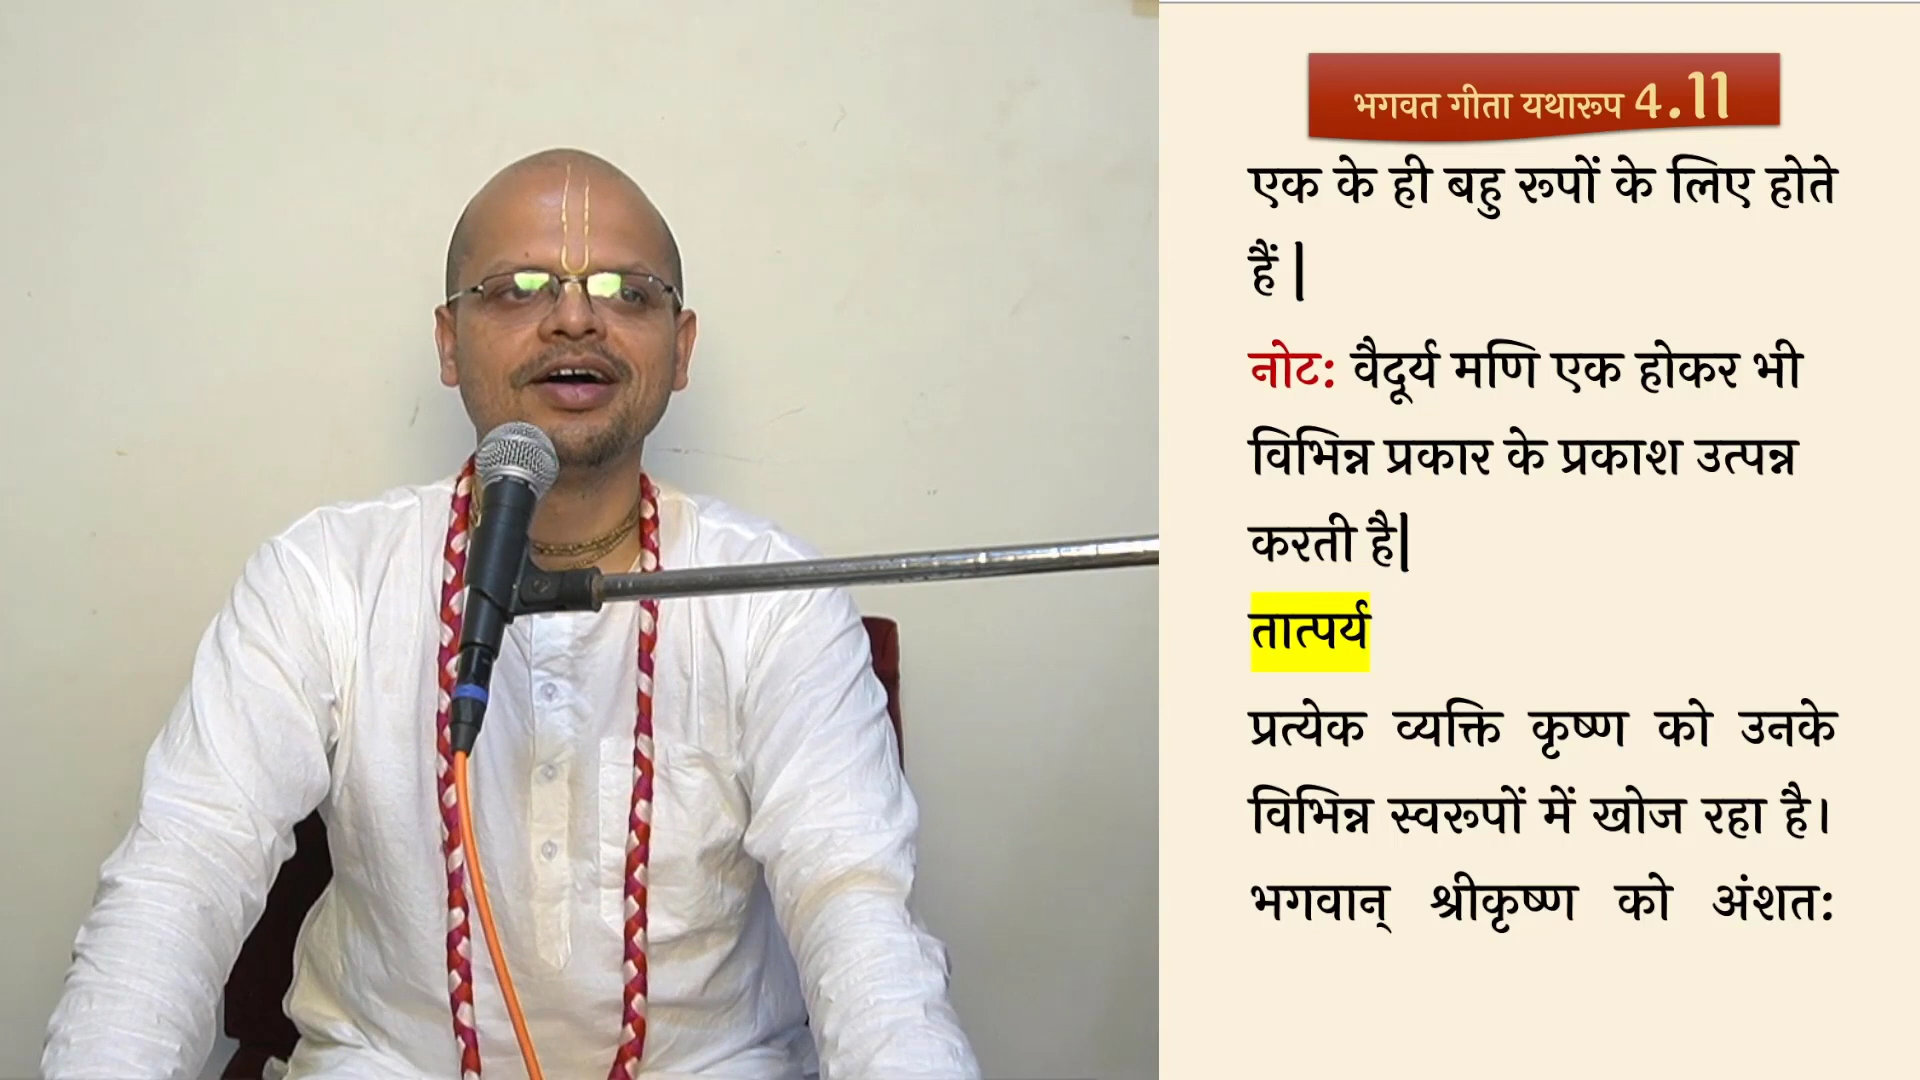 भगवत गीता यथारूप 4.11
एक के ही बहु रूपों के लिए होते
हैं |
नोट: वैदूर्य मणि एक होकर भी
विभिन्न प्रकार के प्रकाश उत्पन्न
करती है|
तात्पर्य
प्रत्येक व्यक्ति कृष्ण को उनके
विभिन्न स्वरूपों में खोज रहा है।
भगवान् श्रीकृष्ण को अंशत: